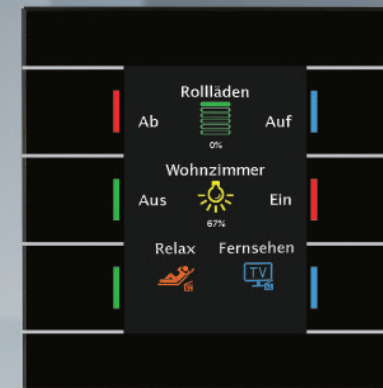 Rollläden
Ab Auf
0%
Wohnzimmer
Aus Ein
67%
Relax Fernsehen
TV